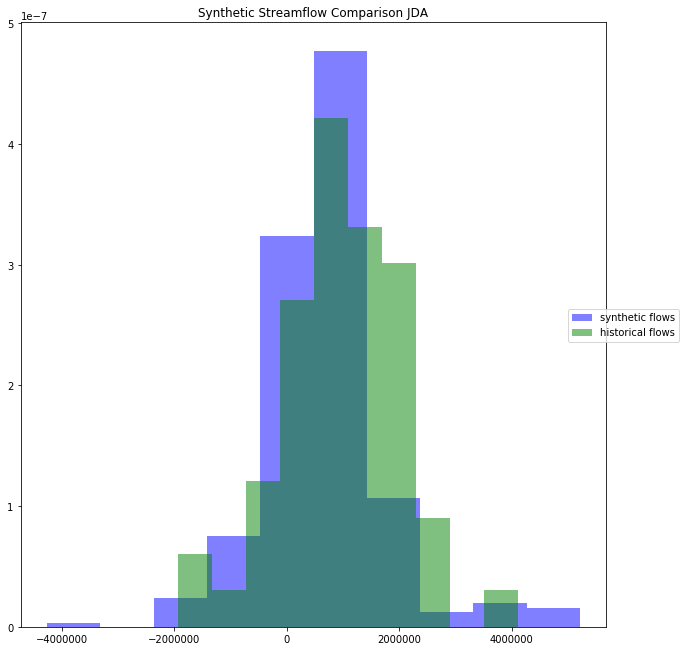 Synthetic Streamflow Comparison JDA
1e−7
5
4
3
2
1
0
−4000000
−2000000
0
2000000
4000000
synthetic flows
historical flows